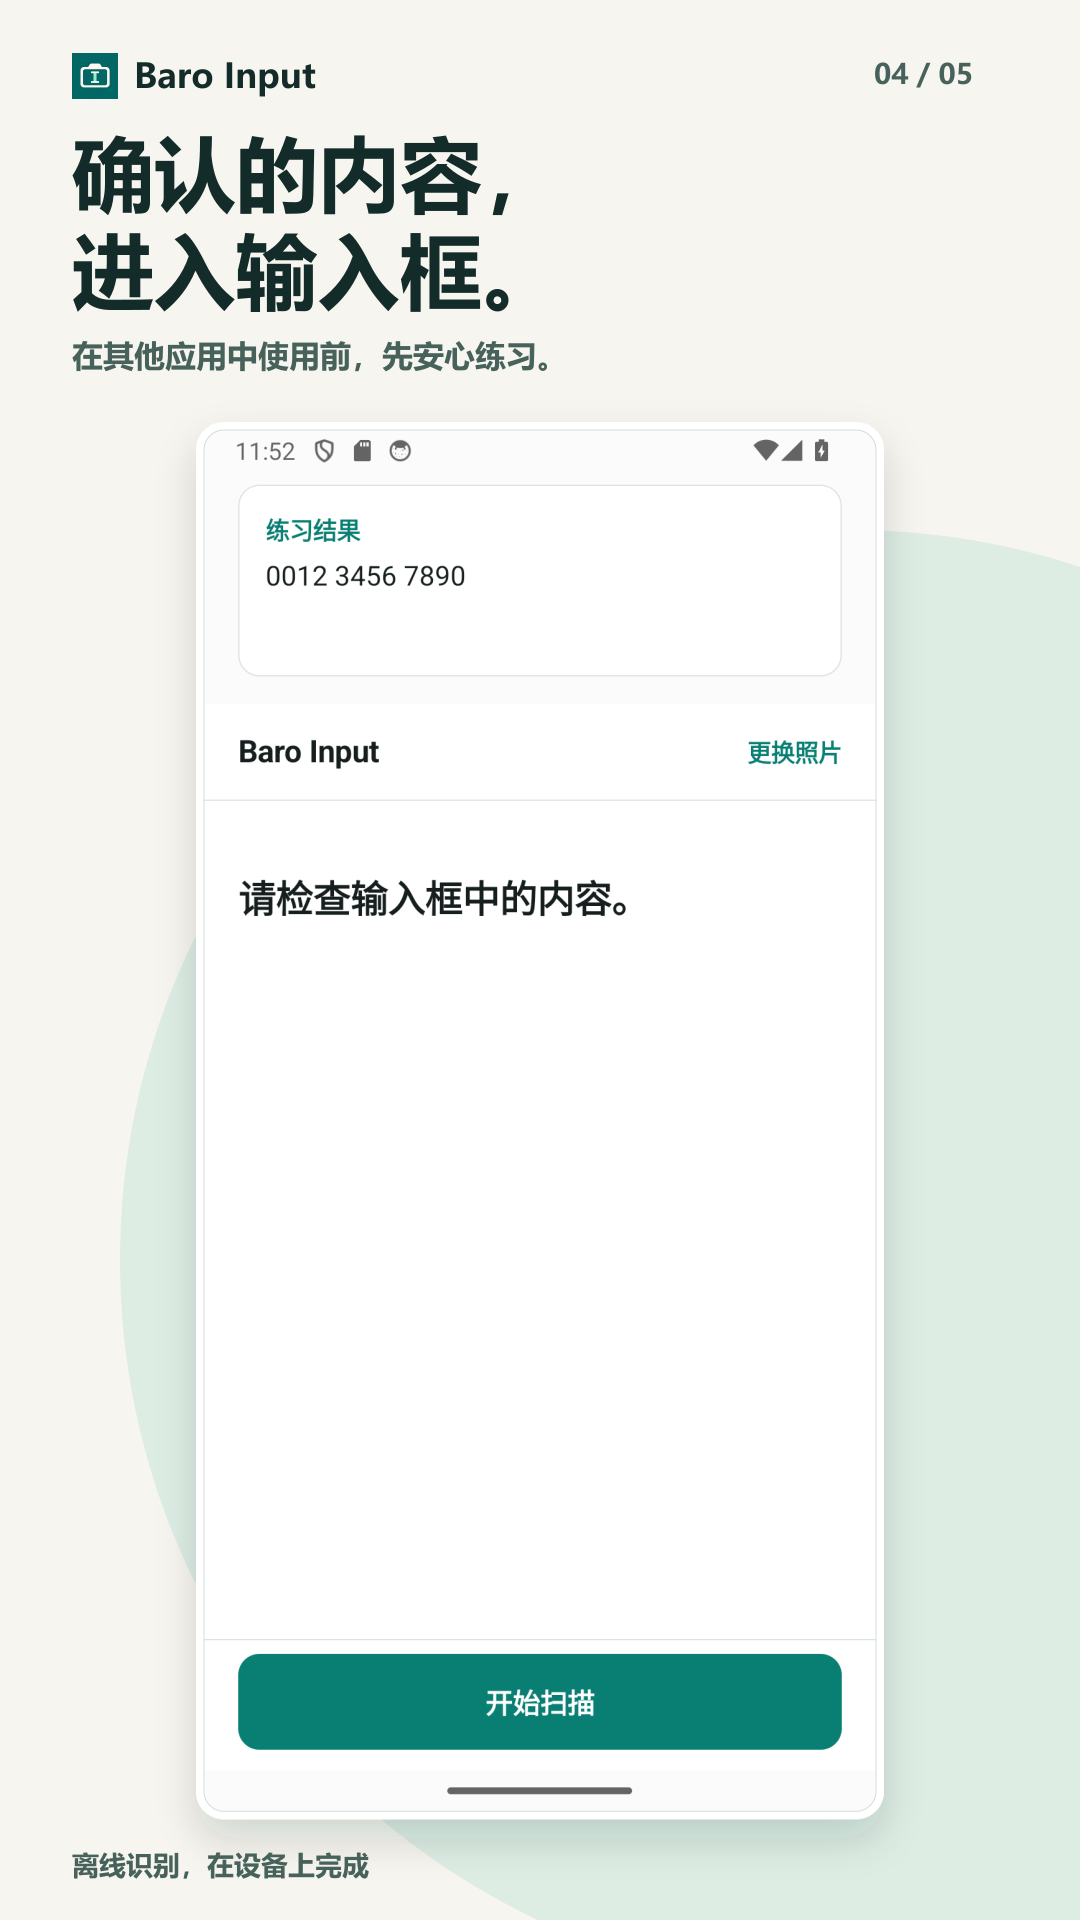 Baro Input
04 / 05
确认的内容，
进入输入框。
在其他应用中使用前，先安心练习。
11:52
练习结果
0012 3456 7890
Baro Input
更换照片
请检查输入框中的内容。
开始扫描
离线识别，在设备上完成